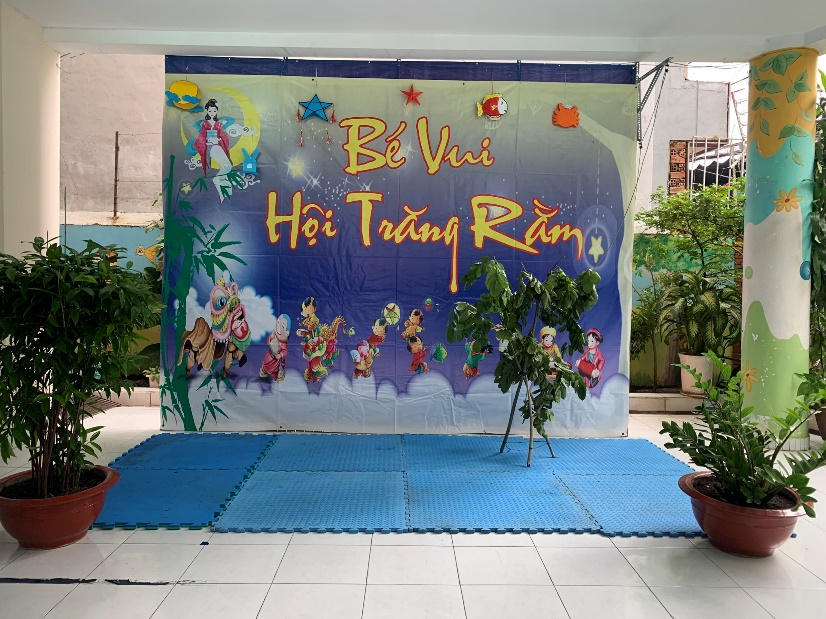 Bé Vui
Hội Trăng Rằm